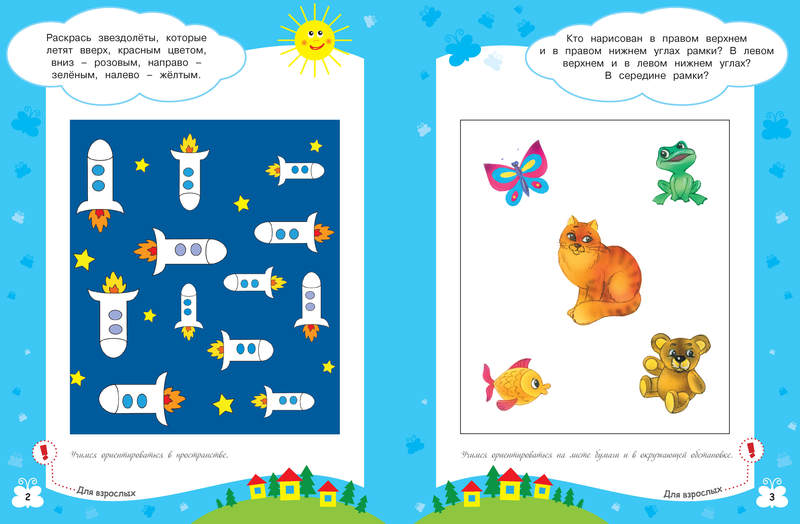 Раскрась звездолёты, которые
летят вверх, красным цветом,
вниз – розовым, направо –
зелёным, налево – жёлтым.
Учимся ориентироваться в пространстве.
!
Для взрослых
2
Кто нарисован в правом верхнем
и в правом нижнем углах рамки? В левом
верхнем и в левом нижнем углах?
В середине рамки?
Учимся ориентироваться на листе бумаги и в окружающей обстановке.
!
Для взрослых
3